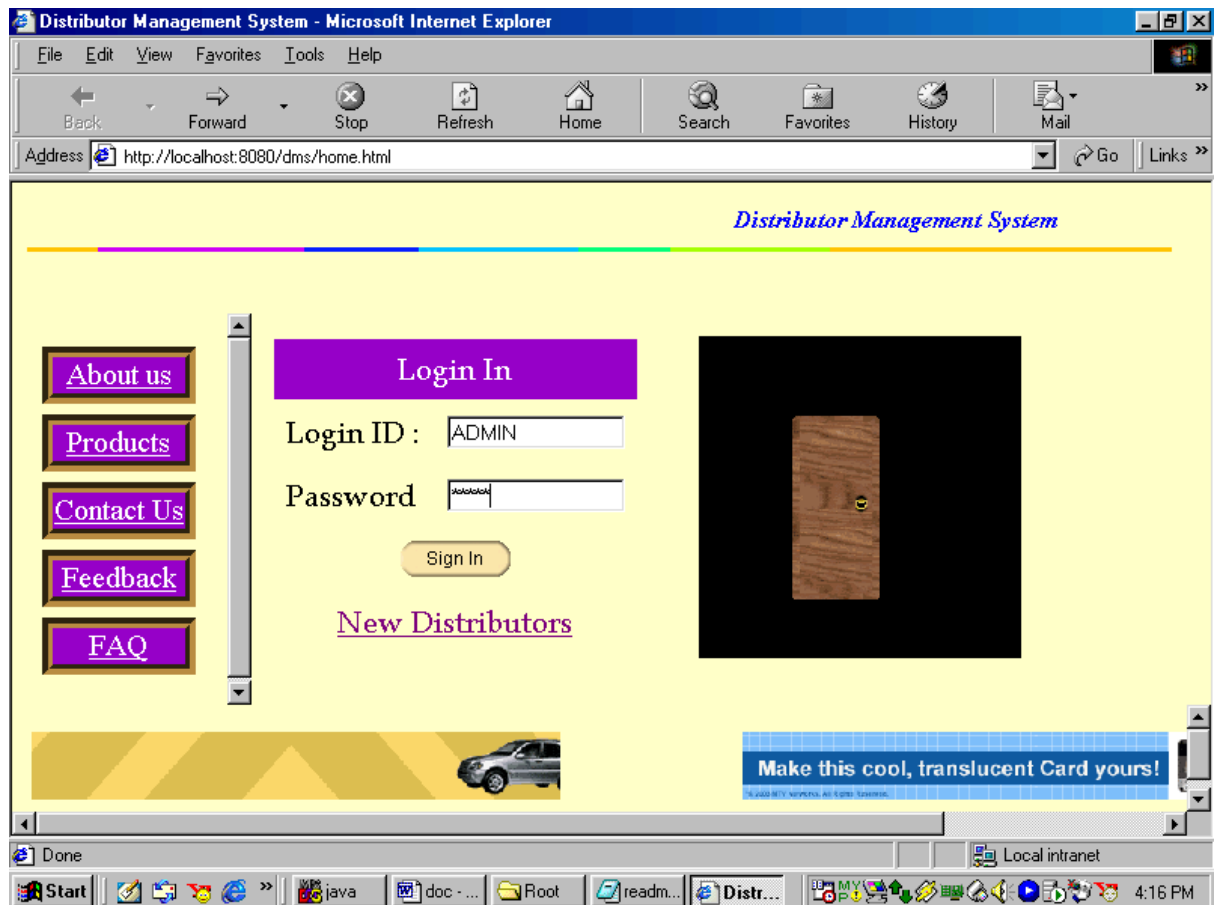 Distributor Management System - Microsoft Internet Explorer
File Edit View Favorites Tools Help
Back Forward Stop Refresh Home Search Favorites History Mail »
Address http://localhost:8080/dms/home.html Go Links »
Distributor Management System
About us
Products
Contact Us
Feedback
FAQ
Login In
Login ID : ADMIN
Password ******
Sign In
New Distributors
Make this cool, translucent Card yours!
Done Local intranet
Start » java doc - ... Root readm... Distr... 4:16 PM